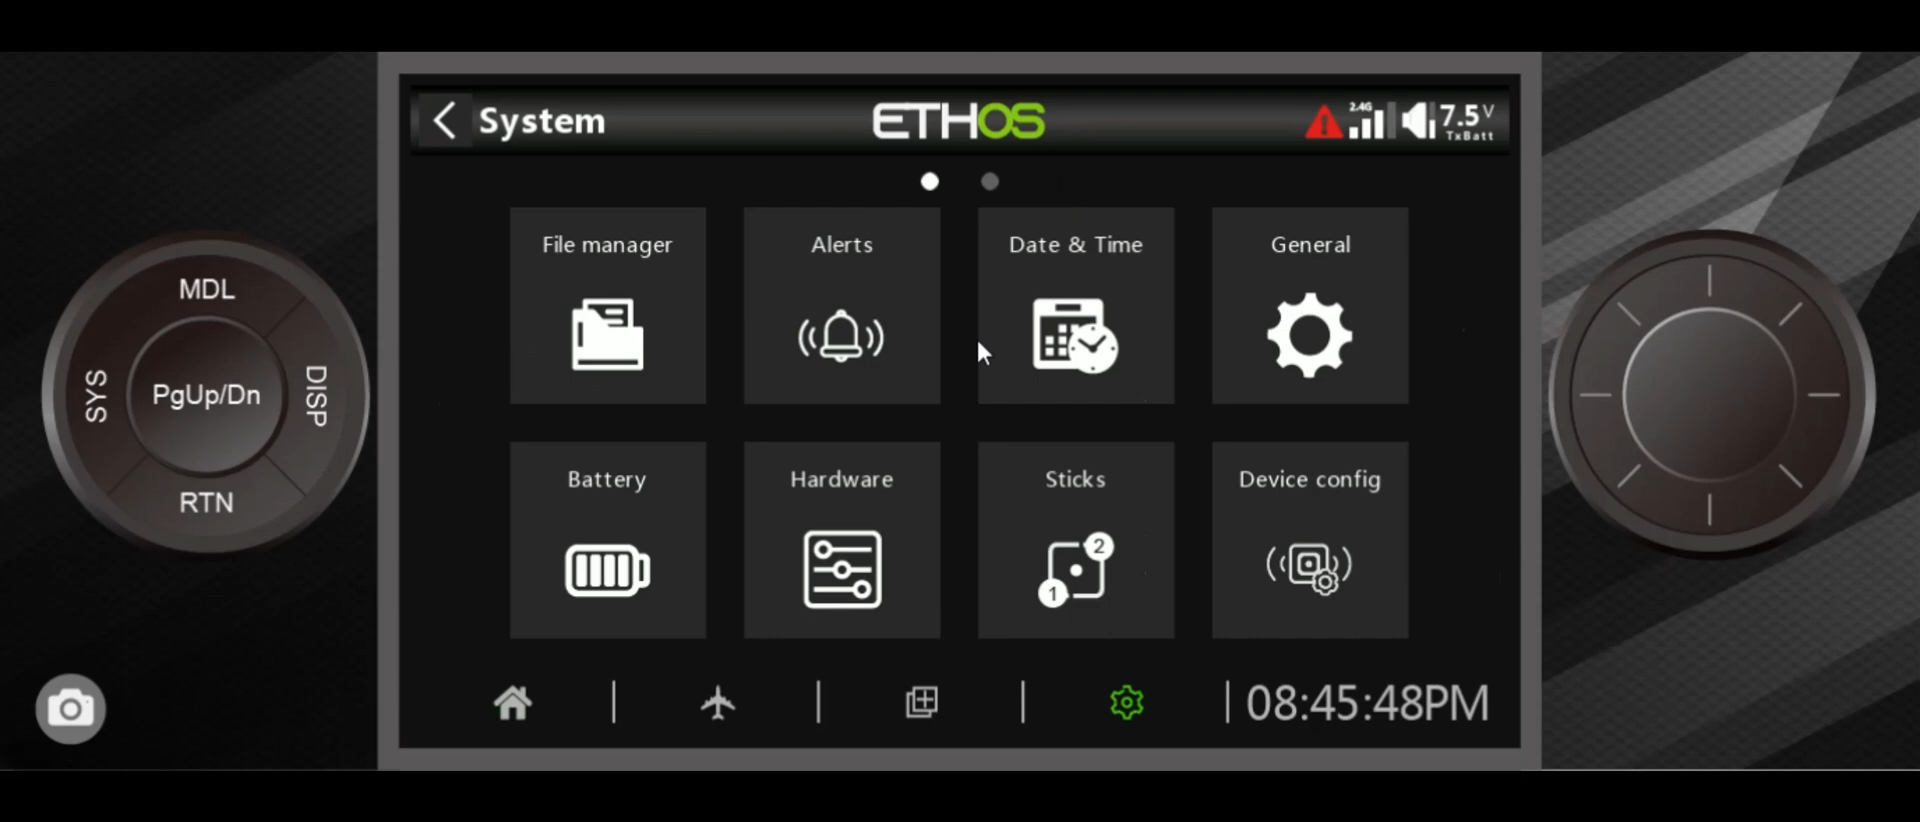 System
ETHOS
2.4G
7.5V
TxBatt
File manager
Alerts
Date & Time
General
MDL
SYS
PgUp/Dn
DISP
RTN
Battery
Hardware
Sticks
Device config
2
1
08:45:48PM